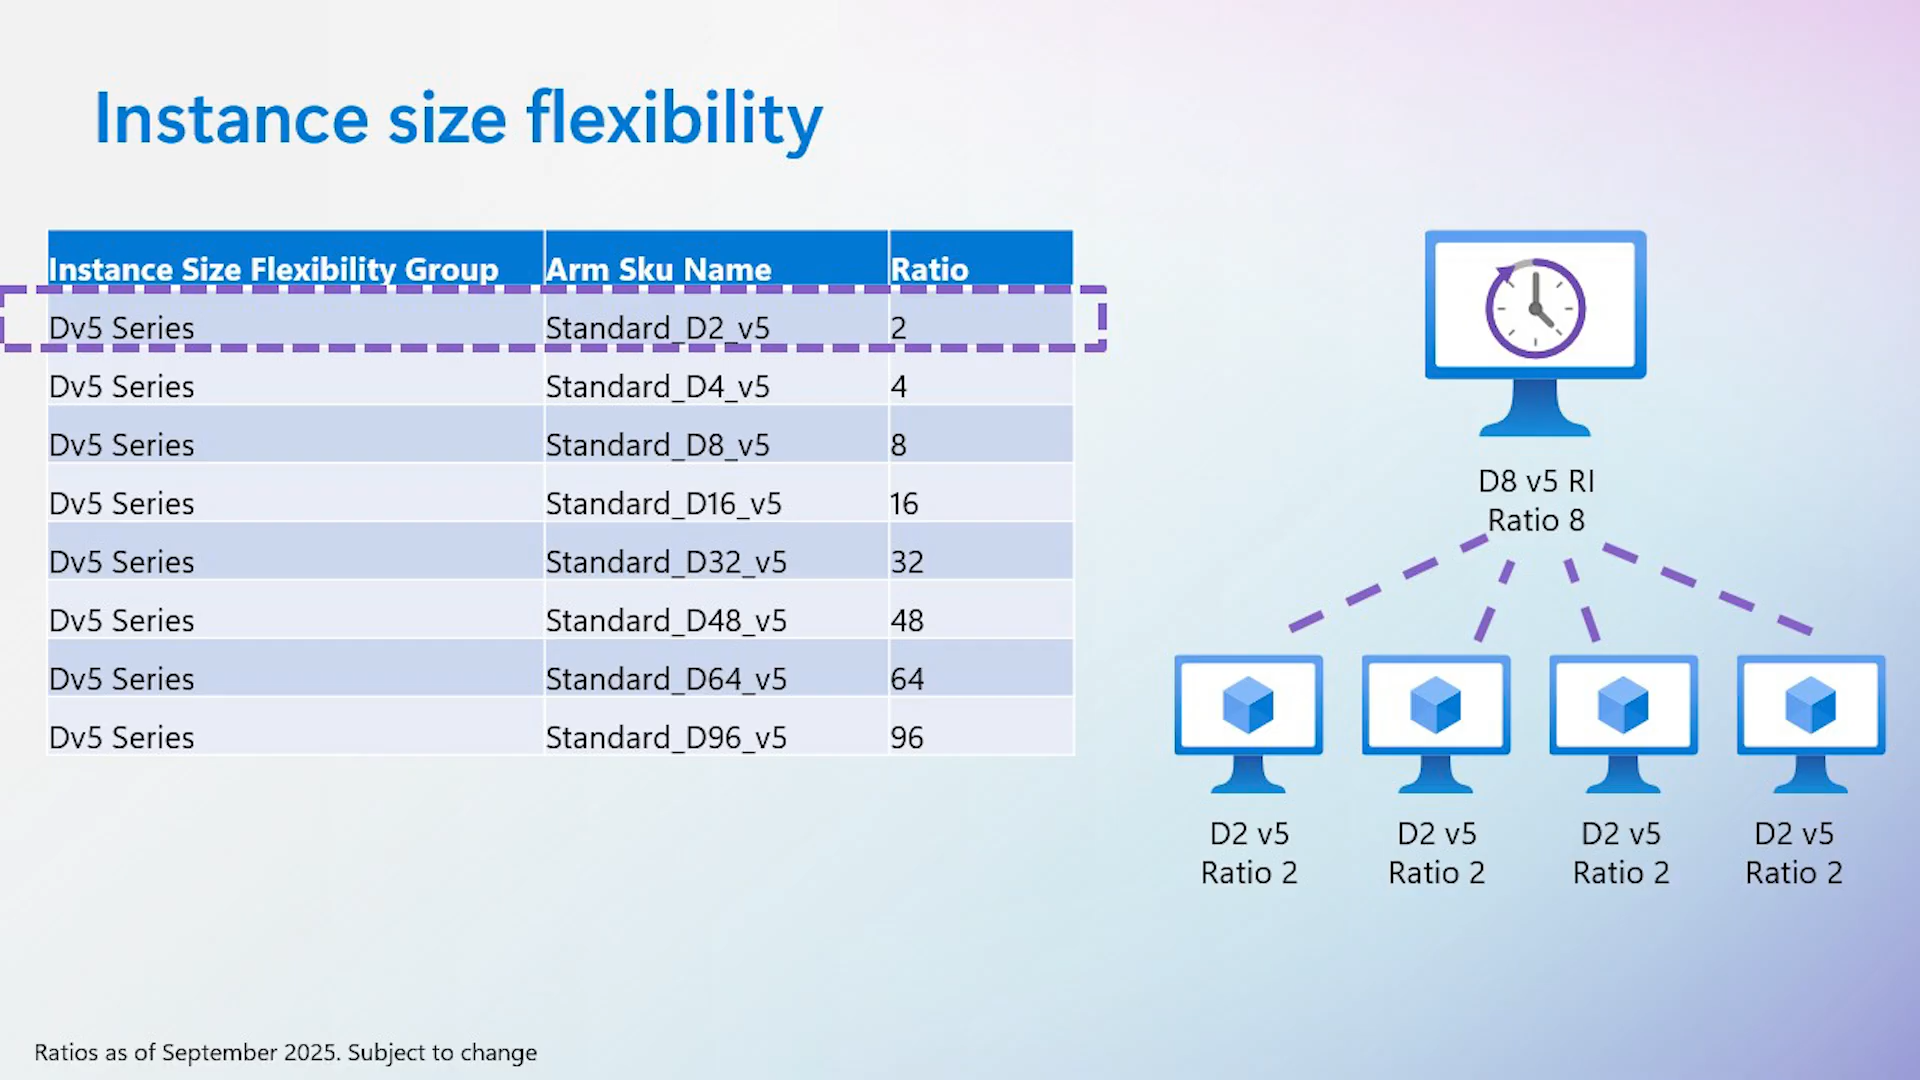 Instance size flexibility
Instance Size Flexibility Group Arm Sku Name Ratio
Dv5 Series Standard_D2_v5 2
Dv5 Series Standard_D4_v5 4
Dv5 Series Standard_D8_v5 8
Dv5 Series Standard_D16_v5 16
Dv5 Series Standard_D32_v5 32
Dv5 Series Standard_D48_v5 48
Dv5 Series Standard_D64_v5 64
Dv5 Series Standard_D96_v5 96
D8 v5 RI
Ratio 8
D2 v5
Ratio 2
D2 v5
Ratio 2
D2 v5
Ratio 2
D2 v5
Ratio 2
Ratios as of September 2025. Subject to change